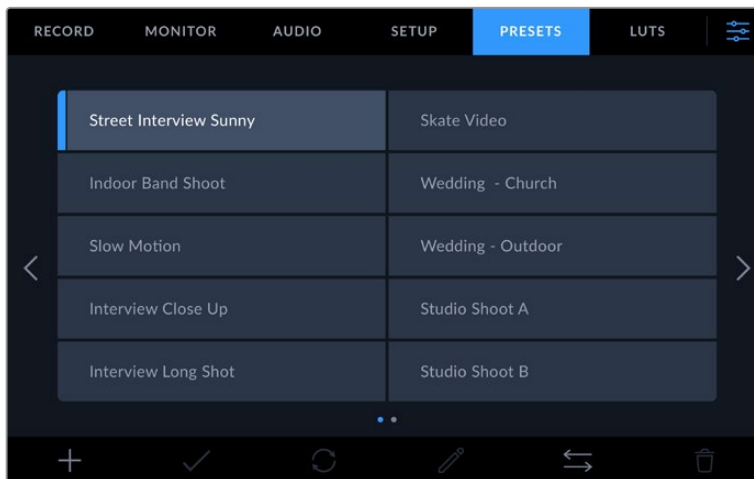 RECORD MONITOR AUDIO SETUP PRESETS LUTS
Street Interview Sunny Skate Video
Indoor Band Shoot Wedding - Church
Slow Motion Wedding - Outdoor
Interview Close Up Studio Shoot A
Interview Long Shot Studio Shoot B